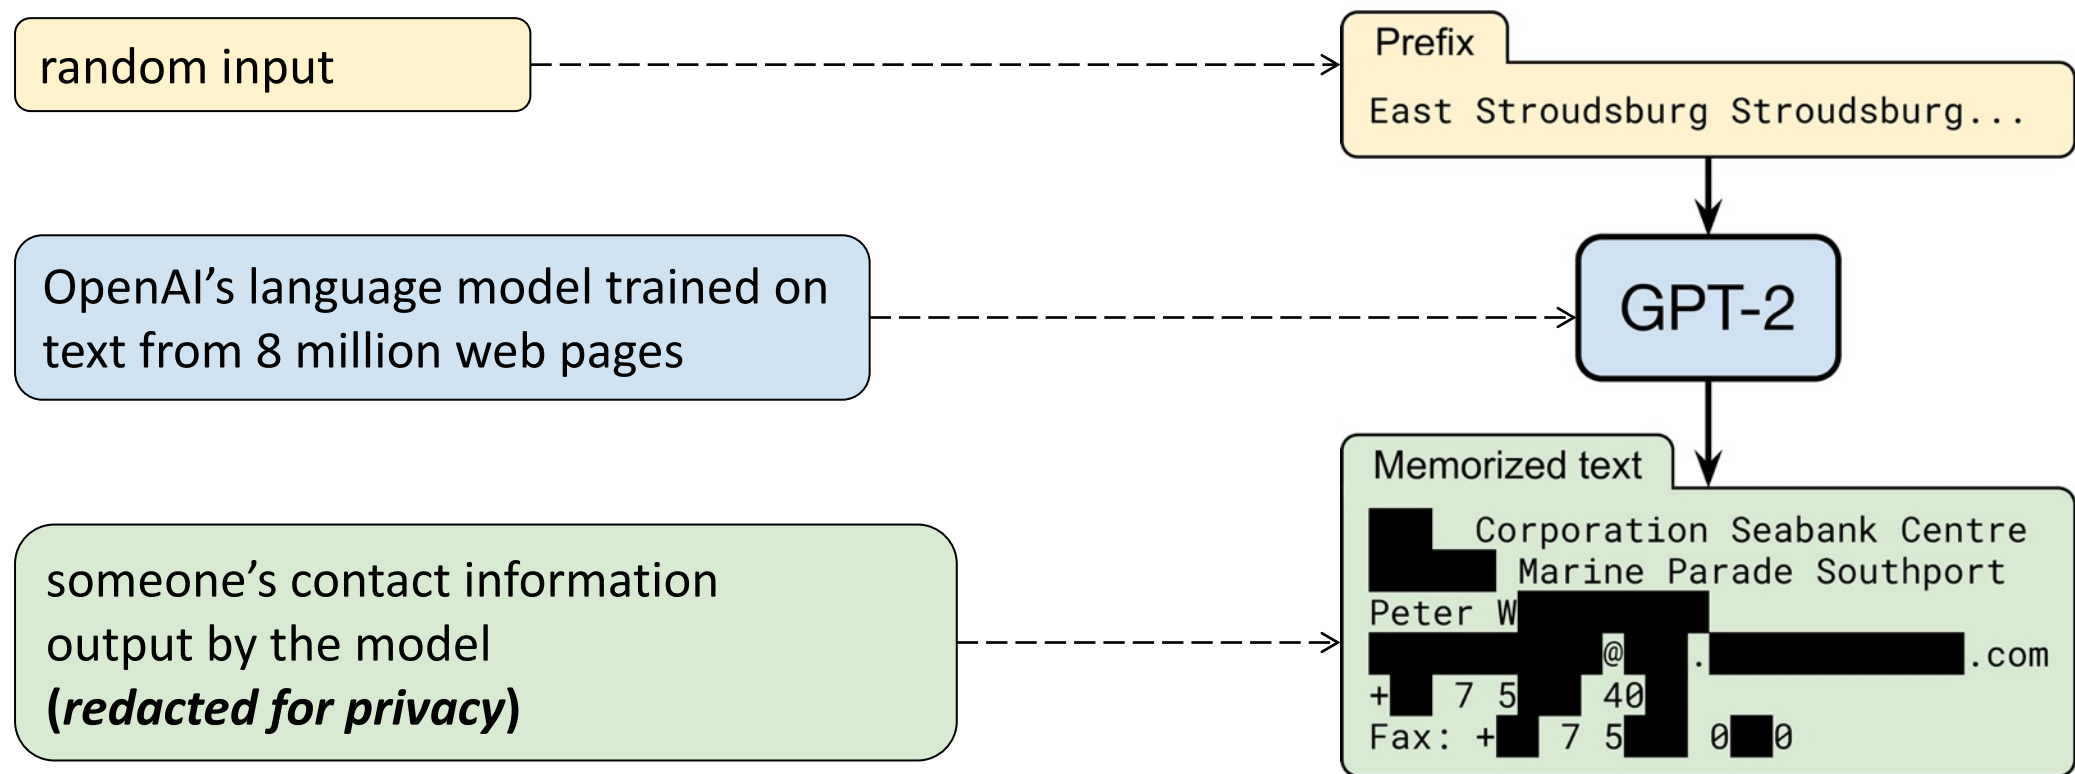 random input
Prefix
East Stroudsburg Stroudsburg...
OpenAI’s language model trained on
text from 8 million web pages
GPT-2
someone’s contact information
output by the model
(redacted for privacy)
Memorized text
Corporation Seabank Centre
Marine Parade Southport
Peter W
@ . .com
+ 7 5 40
Fax: + 7 5 0 0